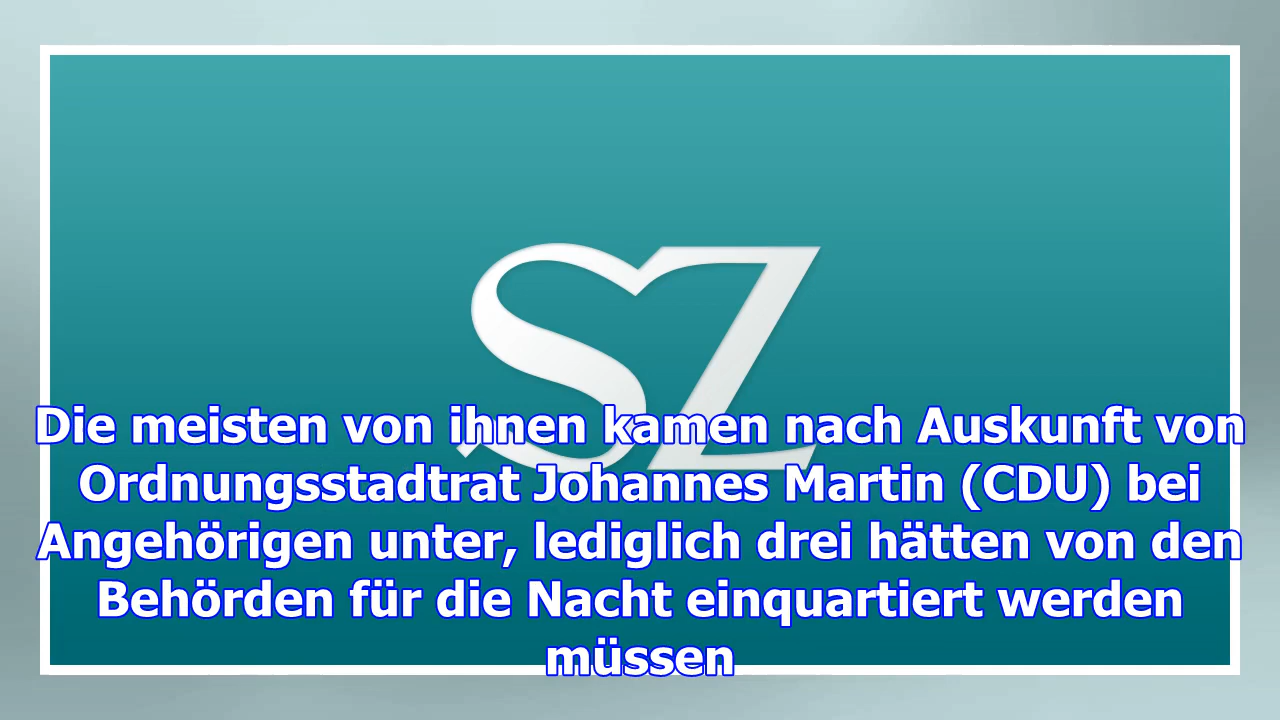 SZ
Die meisten von ihnen kamen nach Auskunft von
Ordnungsstadtrat Johannes Martin (CDU) bei
Angehörigen unter, lediglich drei hätten von den
Behörden für die Nacht einquartiert werden
müssen